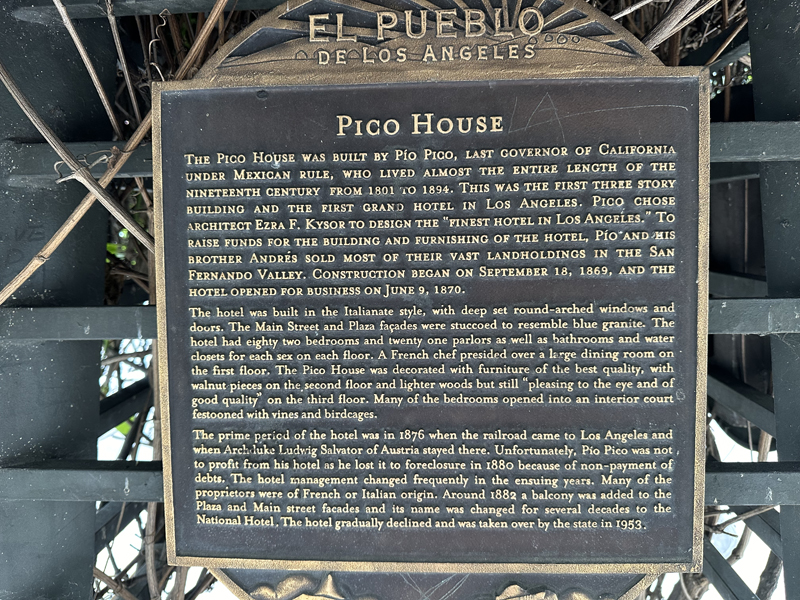 EL PUEBLO
DE LOS ANGELES
PICO HOUSE
THE PICO HOUSE WAS BUILT BY PÍO PICO, LAST GOVERNOR OF CALIFORNIA
UNDER MEXICAN RULE, WHO LIVED ALMOST THE ENTIRE LENGTH OF THE
NINETEENTH CENTURY FROM 1801 TO 1894. THIS WAS THE FIRST THREE STORY
BUILDING AND THE FIRST GRAND HOTEL IN LOS ANGELES. PICO CHOSE
ARCHITECT EZRA F. KYSOR TO DESIGN THE "FINEST HOTEL IN LOS ANGELES." TO
RAISE FUNDS FOR THE BUILDING AND FURNISHING OF THE HOTEL, PÍO AND HIS
BROTHER ANDRÉS SOLD MOST OF THEIR VAST LANDHOLDINGS IN THE SAN
FERNANDO VALLEY. CONSTRUCTION BEGAN ON SEPTEMBER 18, 1869, AND THE
HOTEL OPENED FOR BUSINESS ON JUNE 9, 1870.
The hotel was built in the Italianate style, with deep set round-arched windows and
doors. The Main Street and Plaza façades were stuccoed to resemble blue granite. The
hotel had eighty two bedrooms and twenty one parlors as well as bathrooms and water
closets for each sex on each floor. A French chef presided over a large dining room on
the first floor. The Pico House was decorated with furniture of the best quality, with
walnut pieces on the second floor and lighter woods but still "pleasing to the eye and of
good quality" on the third floor. Many of the bedrooms opened into an interior court
festooned with vines and birdcages.
The prime period of the hotel was in 1876 when the railroad came to Los Angeles and
when Archduke Ludwig Salvator of Austria stayed there. Unfortunately, Pío Pico was not
to profit from his hotel as he lost it to foreclosure in 1880 because of non-payment of
debts. The hotel management changed frequently in the ensuing years. Many of the
proprietors were of French or Italian origin. Around 1882 a balcony was added to the
Plaza and Main street facades and its name was changed for several decades to the
National Hotel. The hotel gradually declined and was taken over by the state in 1953.